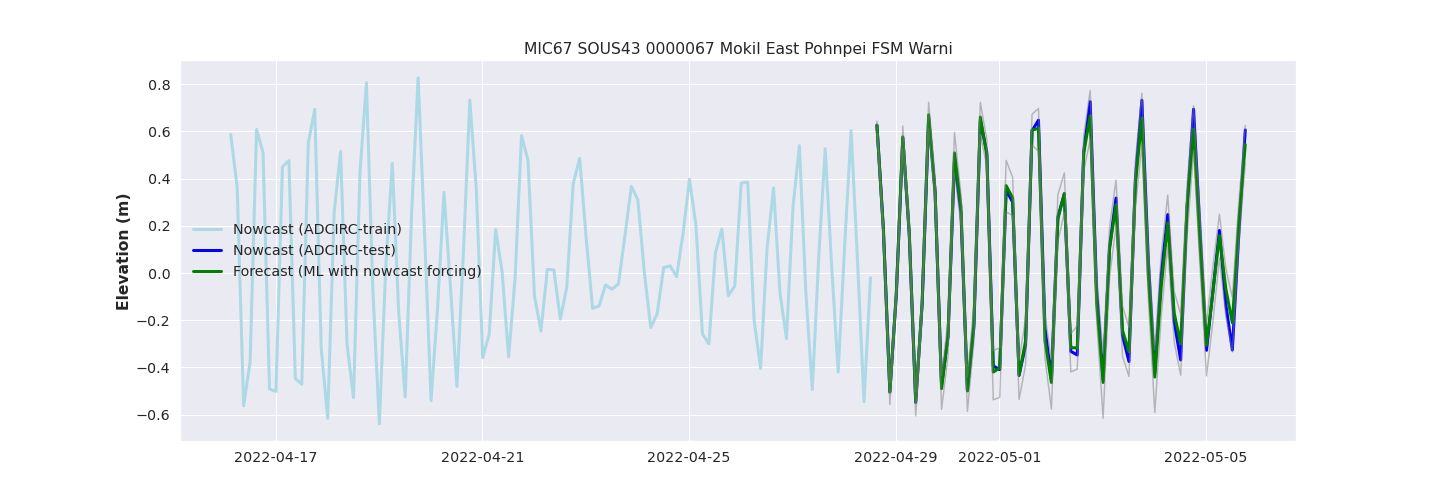 MIC67 SOUS43 0000067 Mokil East Pohnpei FSM Warni
Elevation (m)
0.8
0.6
0.4
0.2
0.0
−0.2
−0.4
−0.6
Nowcast (ADCIRC-train)
Nowcast (ADCIRC-test)
Forecast (ML with nowcast forcing)
2022-04-17 2022-04-21 2022-04-25 2022-04-29 2022-05-01 2022-05-05